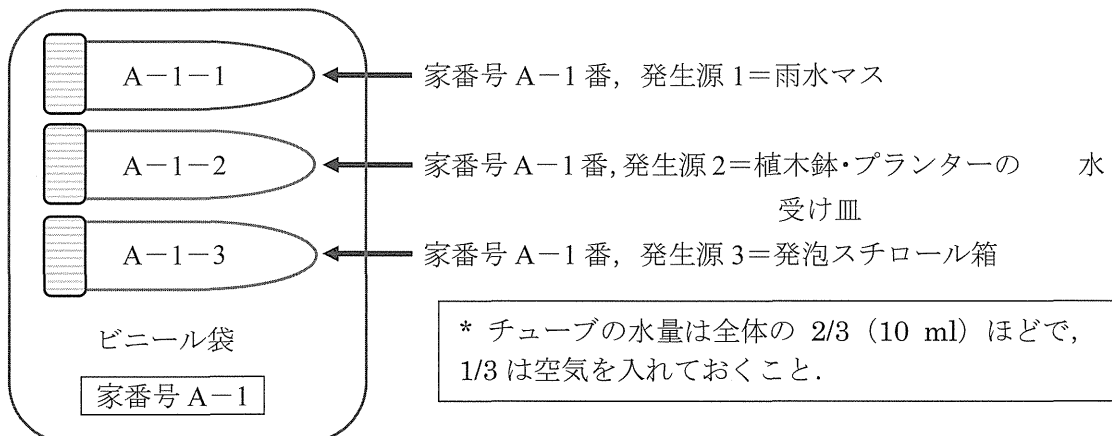 A－1－1
家番号 A－1 番，発生源 1＝雨水マス
A－1－2
家番号 A－1 番，発生源 2＝植木鉢・プランターの　　水
受け皿
A－1－3
家番号 A－1 番，発生源 3＝発泡スチロール箱
ビニール袋
家番号 A－1
* チューブの水量は全体の 2/3（10 ml）ほどで，
1/3 は空気を入れておくこと．